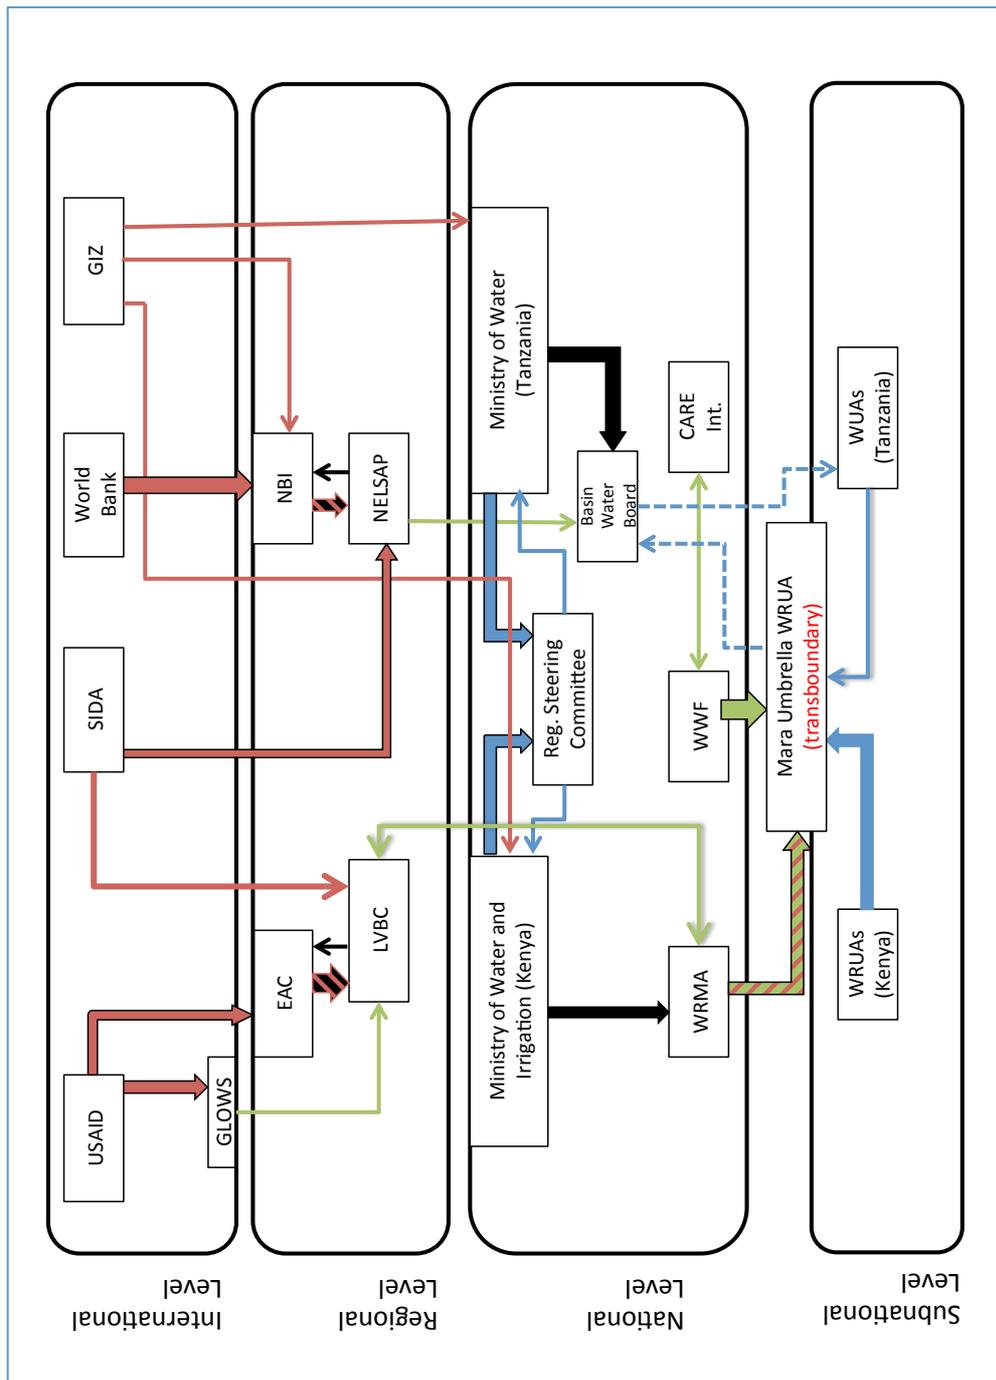 International
Level
USAID
SIDA
World
Bank
GIZ
GLOWS
Regional
Level
EAC
NBI
LVBC
NELSAP
National
Level
Ministry of Water and
Irrigation (Kenya)
Ministry of Water
(Tanzania)
Reg. Steering
Committee
Basin
Water
Board
WRMA
WWF
CARE
Int.
Mara Umbrella WRUA
(transboundary)
Subnational
Level
WRUAs
(Kenya)
WUAs
(Tanzania)